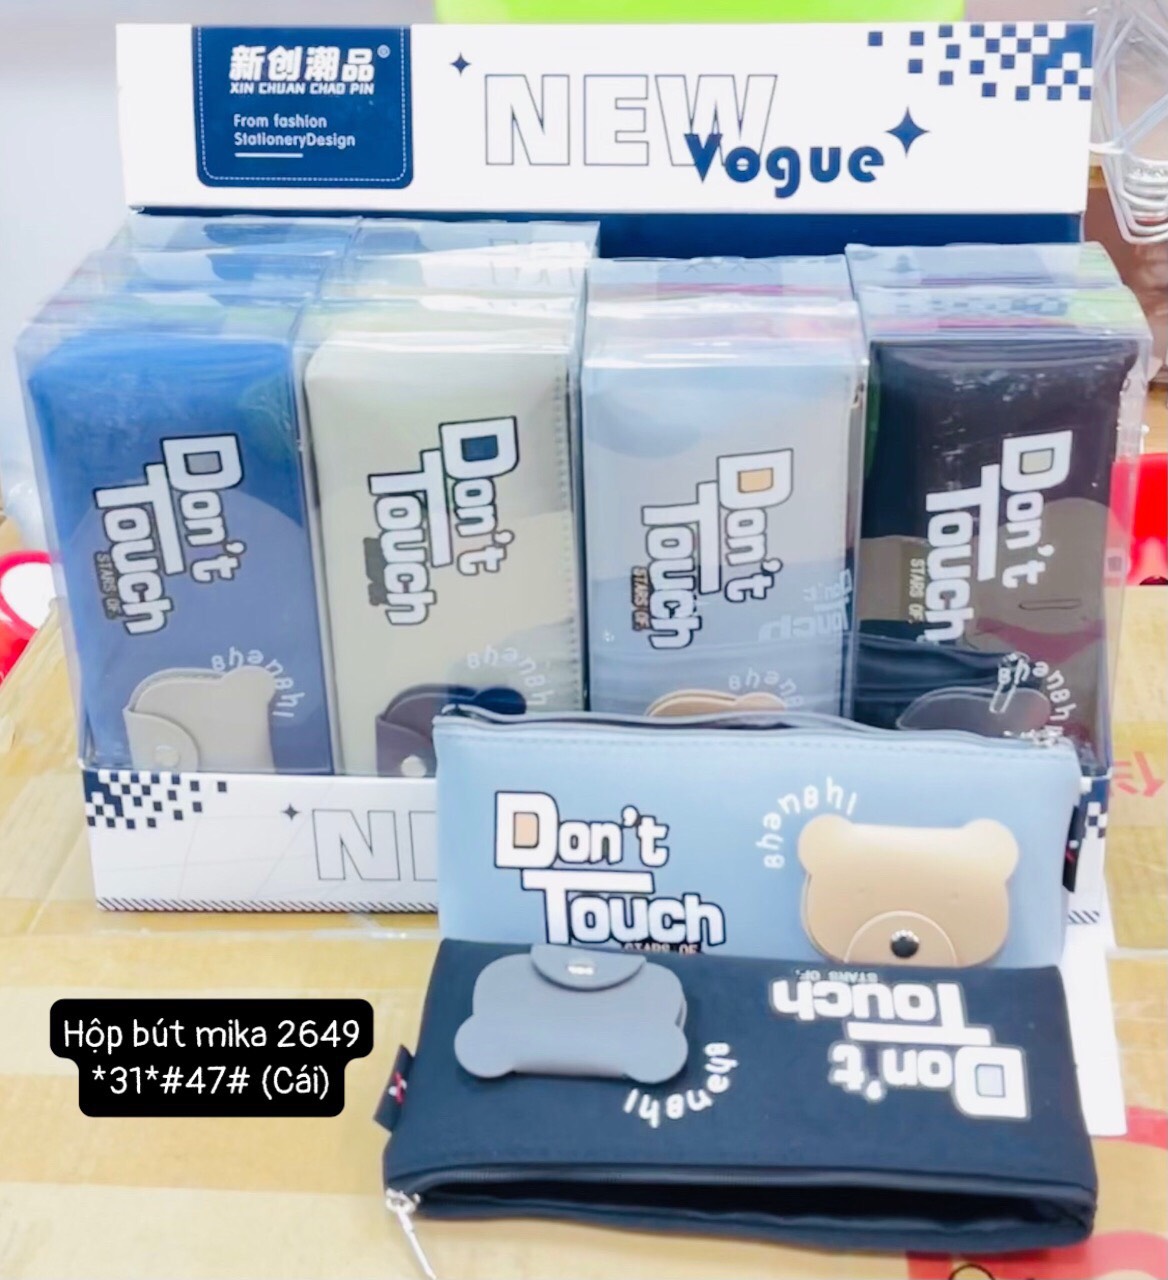 新创潮品®
XIN CHUAN CHAO PIN
From fashion
StationeryDesign
NEW
Vogue
Don't
Touch
STARS OF.
Don't
Touch
Don't
Touch
STARS OF.
Don't
Touch
STARS OF.
Don't
Touch
STARS OF
Don't
Touch
STARS OF.
Hộp bút mika 2649
*31*#47# (Cái)